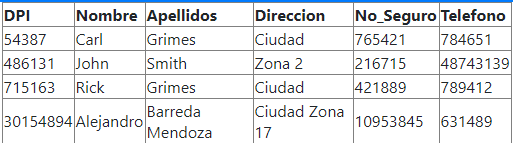 DPI Nombre Apellidos Direccion No_Seguro Telefono
54387 Carl Grimes Ciudad 765421 784651
486131 John Smith Zona 2 216715 48743139
715163 Rick Grimes Ciudad 421889 789412
30154894 Alejandro Barreda Mendoza Ciudad Zona 17 10953845 631489